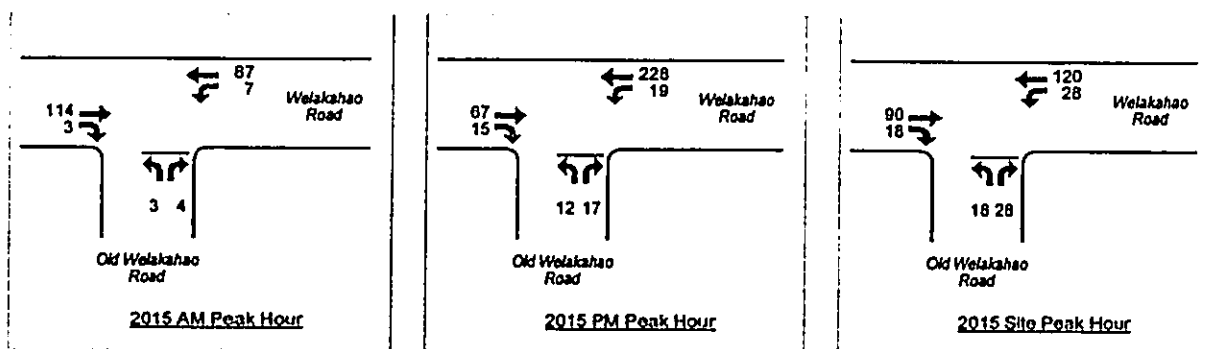 87
7
Welakahao
Road
114
3
3 4
Old Welakahao
Road
2015 AM Peak Hour
228
19
Welakahao
Road
67
15
12 17
Old Welakahao
Road
2015 PM Peak Hour
120
28
Welakahao
Road
90
18
18 28
Old Welakahao
Road
2015 Site Peak Hour